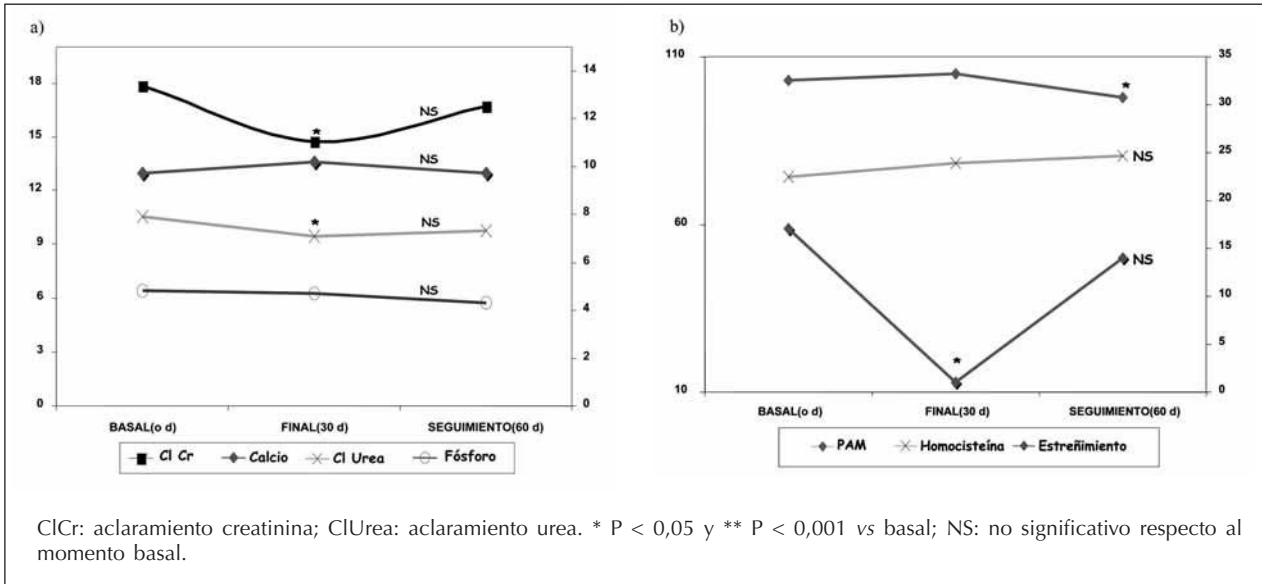 a)
18
15
12
9
6
3
0
14
12
10
8
6
4
2
0
*
NS
NS
*
NS
NS
BASAL(o d) FINAL(30 d) SEGUIMIENTO(60 d)
Cl Cr Calcio Cl Urea Fósforo
b)
110
60
10
35
30
25
20
15
10
5
0
*
NS
NS
*
BASAL(o d) FINAL(30 d) SEGUIMIENTO(60 d)
PAM Homocisteína Estreñimiento
ClCr: aclaramiento creatinina; ClUrea: aclaramiento urea. * P < 0,05 y ** P < 0,001 vs basal; NS: no significativo respecto al
momento basal.